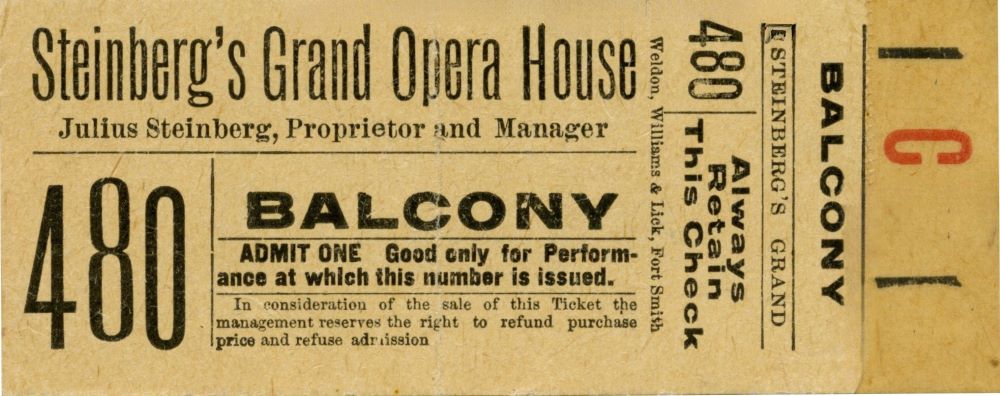 Steinberg's Grand Opera House
Julius Steinberg, Proprietor and Manager
480
BALCONY
ADMIT ONE Good only for Perform-
ance at which this number is issued.
In consideration of the sale of this Ticket the
management reserves the right to refund purchase
price and refuse admission
Weldon, Williams & Lick, Fort Smith
480
Always
Retain
This Check
STEINBERG'S GRAND
BALCONY
1
C
1